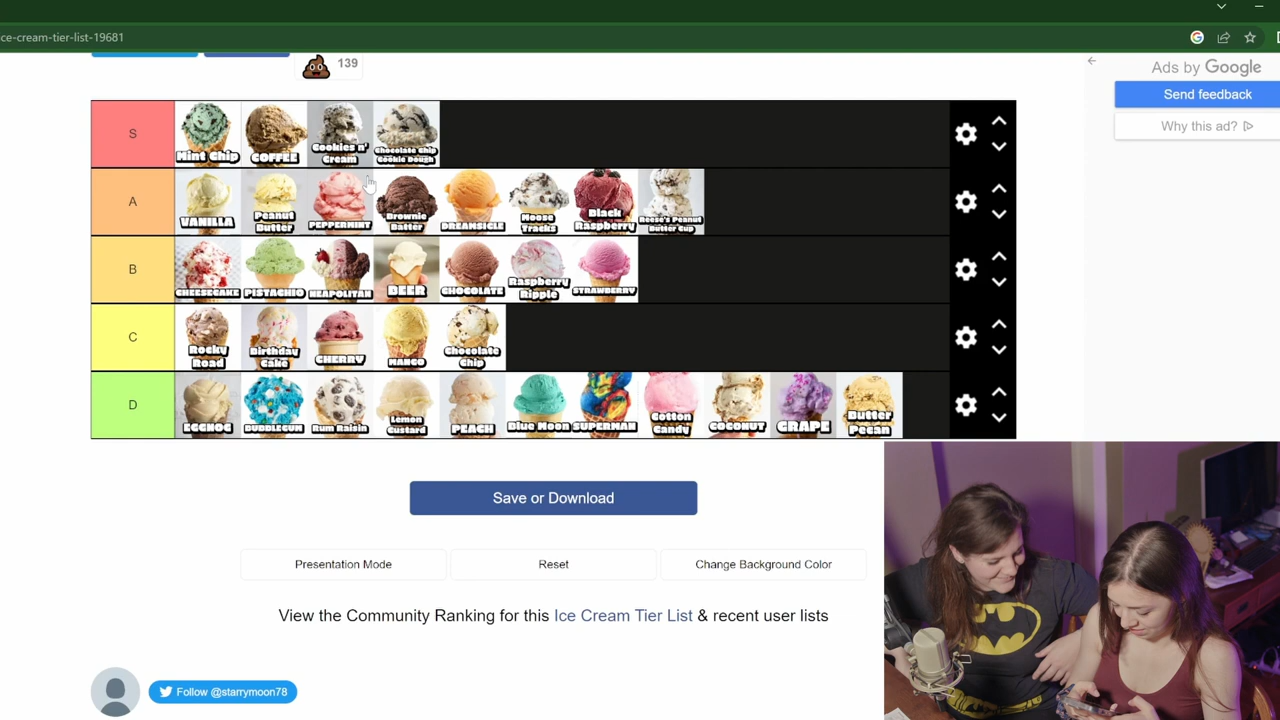 ce-cream-tier-list-19681
139
Ads by Google
Send feedback
Why this ad?
S
Mint Chip
COFFEE
Cookies n' Cream
Chocolate Chip Cookie Dough
A
VANILLA
Peanut Butter
PEPPERMINT
Brownie Batter
DREAMSICLE
Moose Tracks
Black Raspberry
Reese's Peanut Butter Cup
B
CHEESECAKE
PISTACHIO
NEAPOLITAN
BEER
CHOCOLATE
Raspberry Ripple
STRAWBERRY
C
Rocky Road
Birthday Cake
CHERRY
MANGO
Chocolate Chip
D
EGGNOG
BUBBLEGUM
Rum Raisin
Lemon Custard
PEACH
Blue Moon
SUPERMAN
Cotton Candy
COCONUT
GRAPE
Butter Pecan
Save or Download
Presentation Mode
Reset
Change Background Color
View the Community Ranking for this Ice Cream Tier List & recent user lists
Follow @starrymoon78